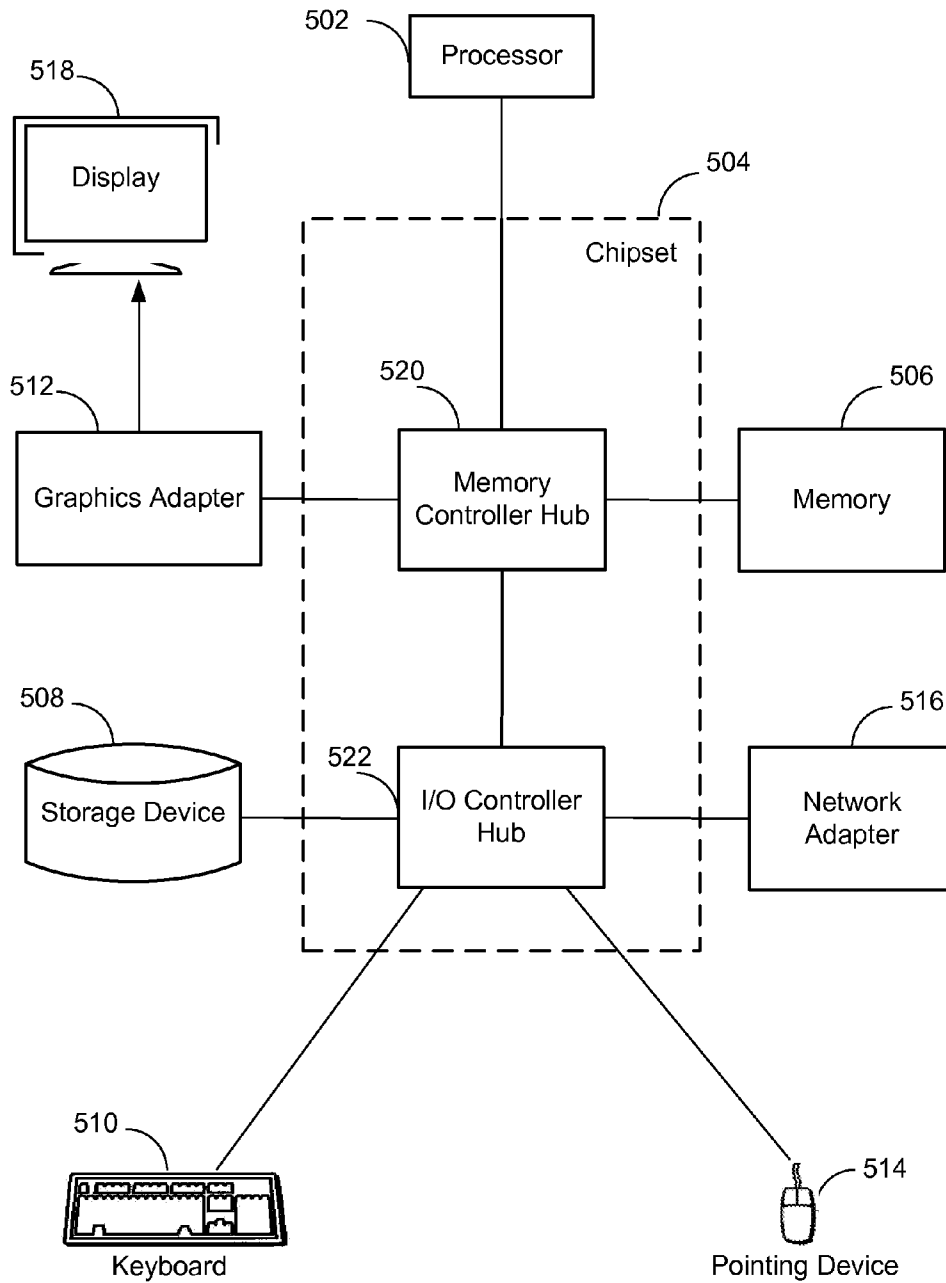 502
Processor
518
Display
504
Chipset
512
520
506
Graphics Adapter
Memory
Controller Hub
Memory
508
522
516
Storage Device
I/O Controller
Hub
Network
Adapter
510
514
Keyboard
Pointing Device